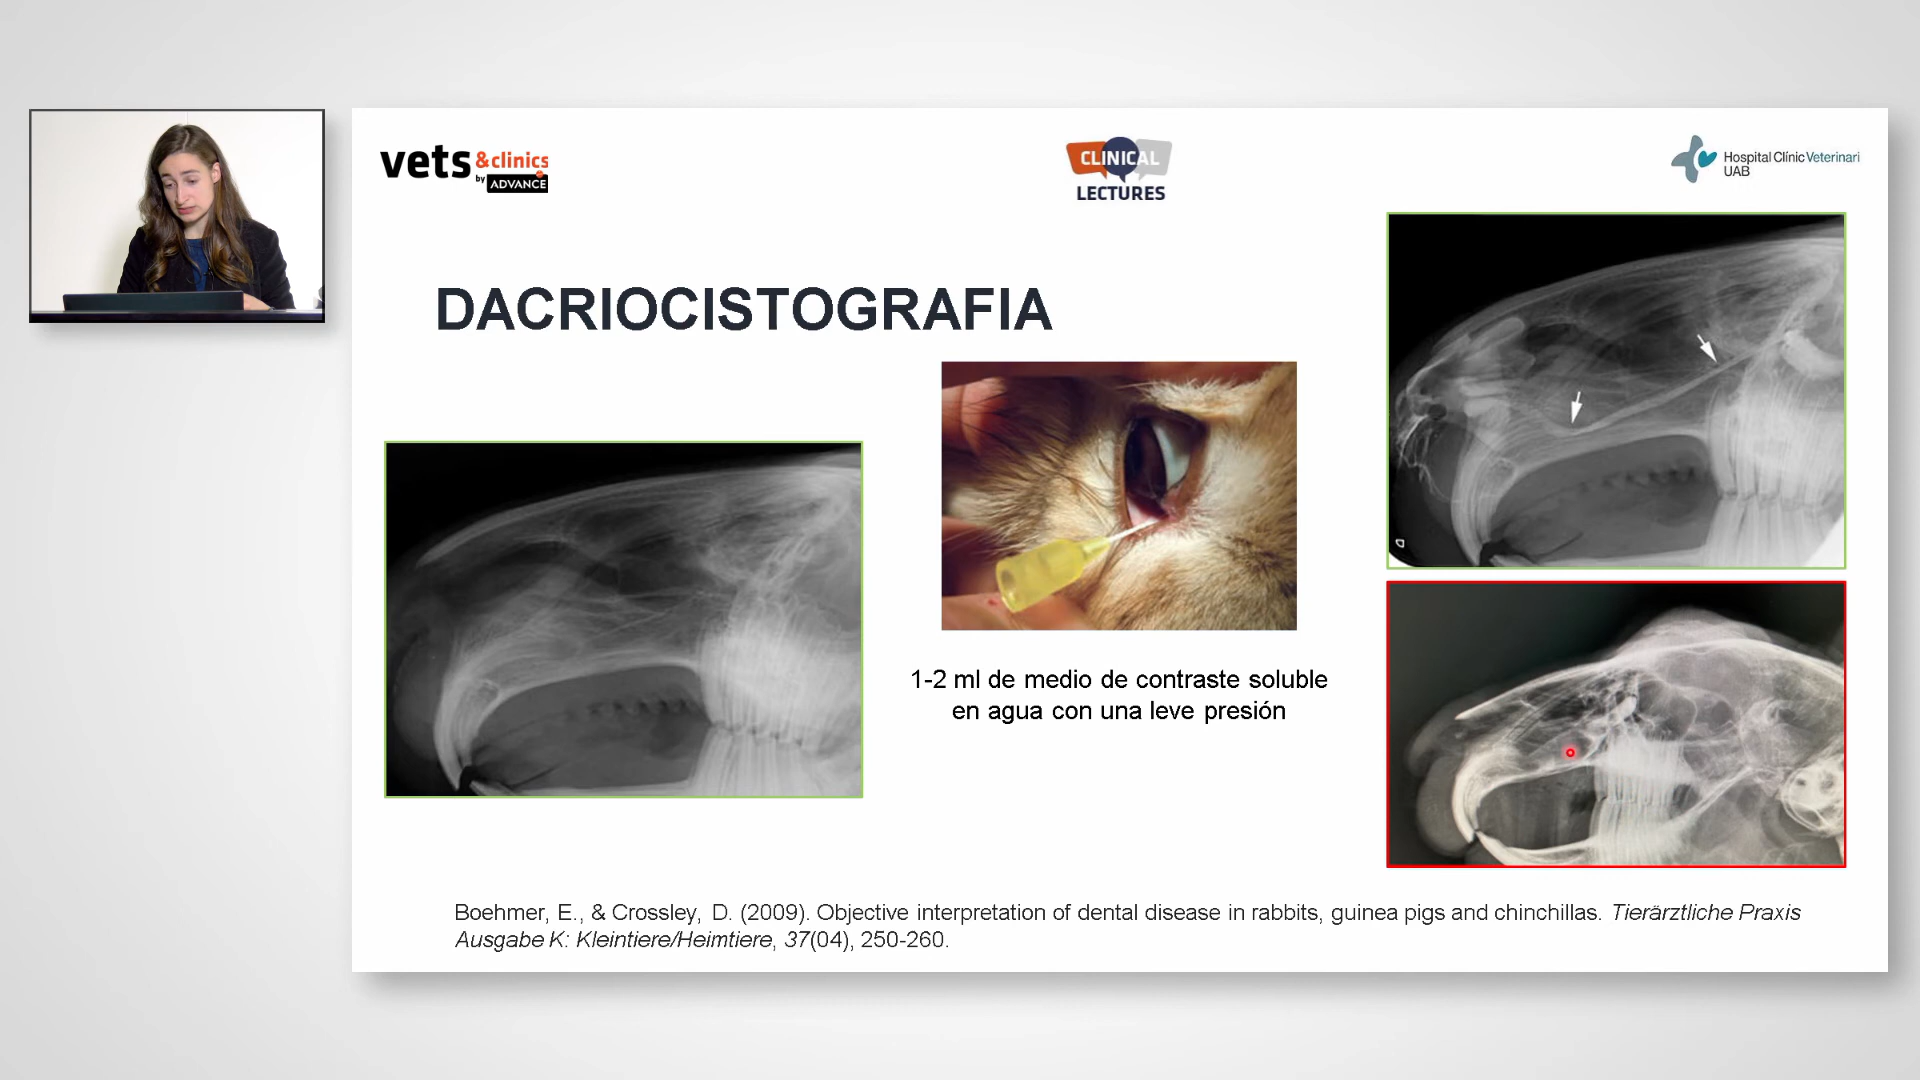 vets &clinics
by ADVANCE
CLINICAL
LECTURES
Hospital Clínic Veterinari
UAB
DACRIOCISTOGRAFIA
1-2 ml de medio de contraste soluble
en agua con una leve presión
D
Boehmer, E., & Crossley, D. (2009). Objective interpretation of dental disease in rabbits, guinea pigs and chinchillas. Tierärztliche Praxis
Ausgabe K: Kleintiere/Heimtiere, 37(04), 250-260.